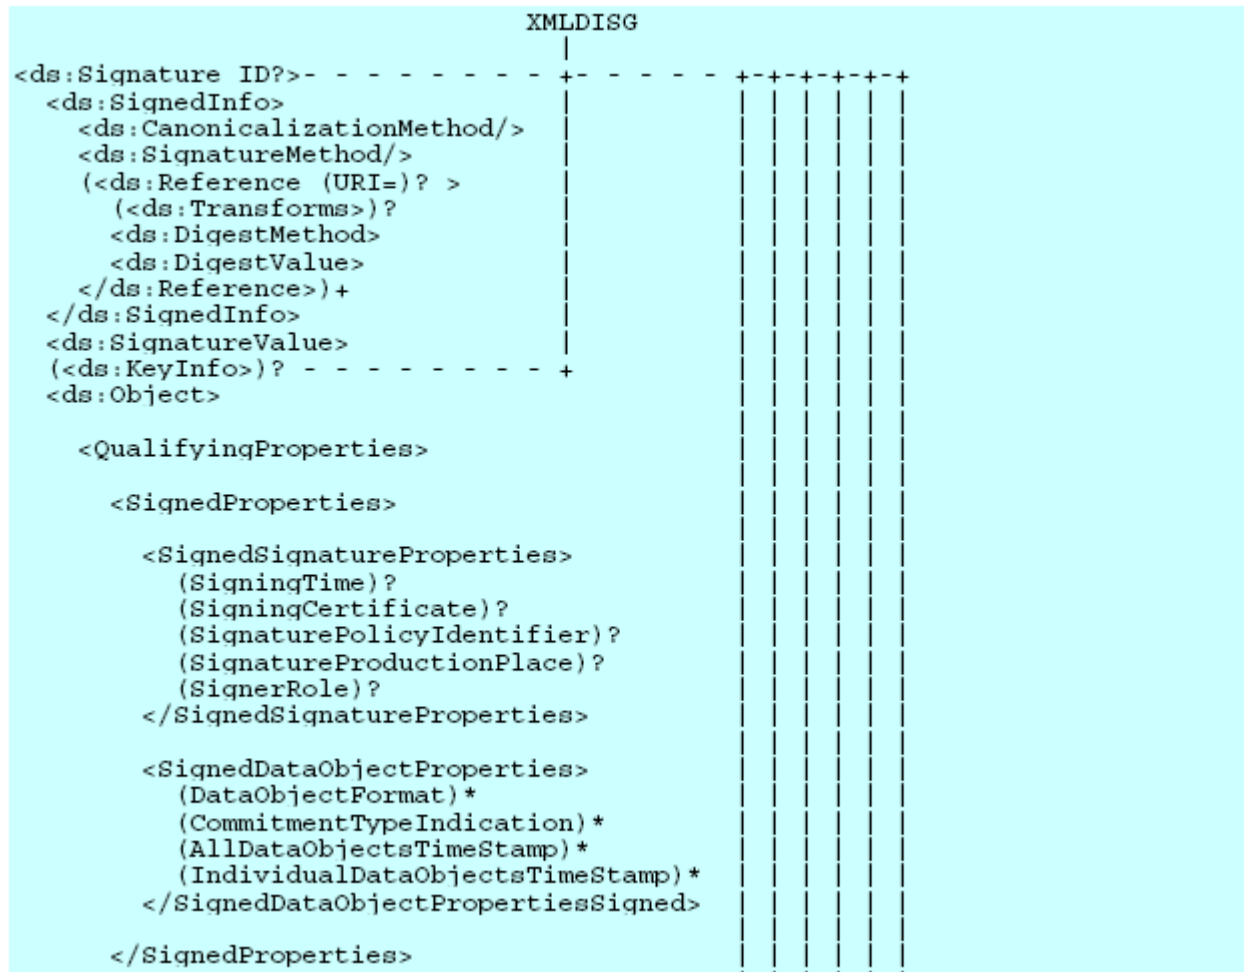 XMLDISG
|
<ds:Signature ID?>- - - - - - - - +- - - - - +-+-+-+-+-+
<ds:SignedInfo> | | | | | | |
<ds:CanonicalizationMethod/> | | | | | | |
<ds:SignatureMethod/> | | | | | | |
(<ds:Reference (URI=)? > | | | | | | |
(<ds:Transforms>)? | | | | | | |
<ds:DigestMethod> | | | | | | |
<ds:DigestValue> | | | | | | |
</ds:Reference>)+ | | | | | | |
</ds:SignedInfo> | | | | | | |
<ds:SignatureValue> | | | | | | |
(<ds:KeyInfo>)? - - - - - - - - + | | | | | |
<ds:Object> | | | | | |
| | | | | |
<QualifyingProperties> | | | | | |
| | | | | |
<SignedProperties> | | | | | |
| | | | | |
<SignedSignatureProperties> | | | | | |
(SigningTime)? | | | | | |
(SigningCertificate)? | | | | | |
(SignaturePolicyIdentifier)? | | | | | |
(SignatureProductionPlace)? | | | | | |
(SignerRole)? | | | | | |
</SignedSignatureProperties> | | | | | |
| | | | | |
<SignedDataObjectProperties> | | | | | |
(DataObjectFormat)* | | | | | |
(CommitmentTypeIndication)* | | | | | |
(AllDataObjectsTimeStamp)* | | | | | |
(IndividualDataObjectsTimeStamp)* | | | | | |
</SignedDataObjectPropertiesSigned> | | | | | |
| | | | | |
</SignedProperties> | | | | | |